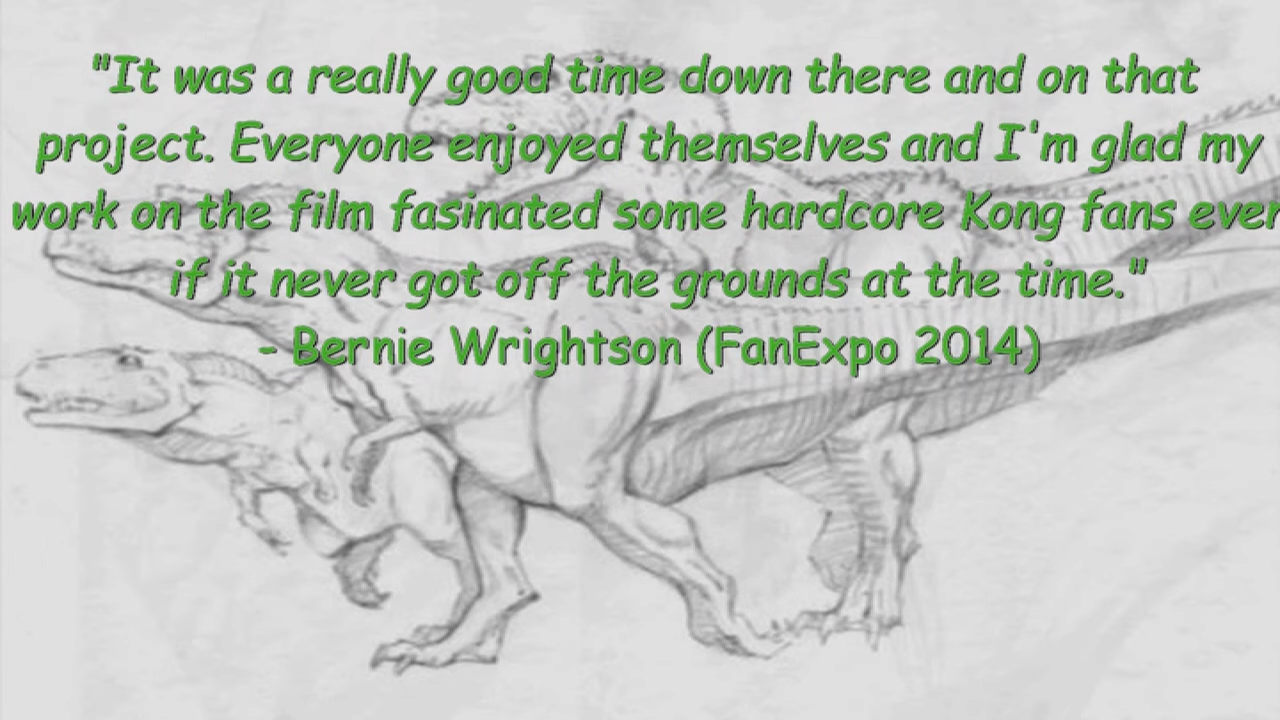 "It was a really good time down there and on that
project. Everyone enjoyed themselves and I'm glad my
work on the film fasinated some hardcore Kong fans even
if it never got off the grounds at the time."
- Bernie Wrightson (FanExpo 2014)